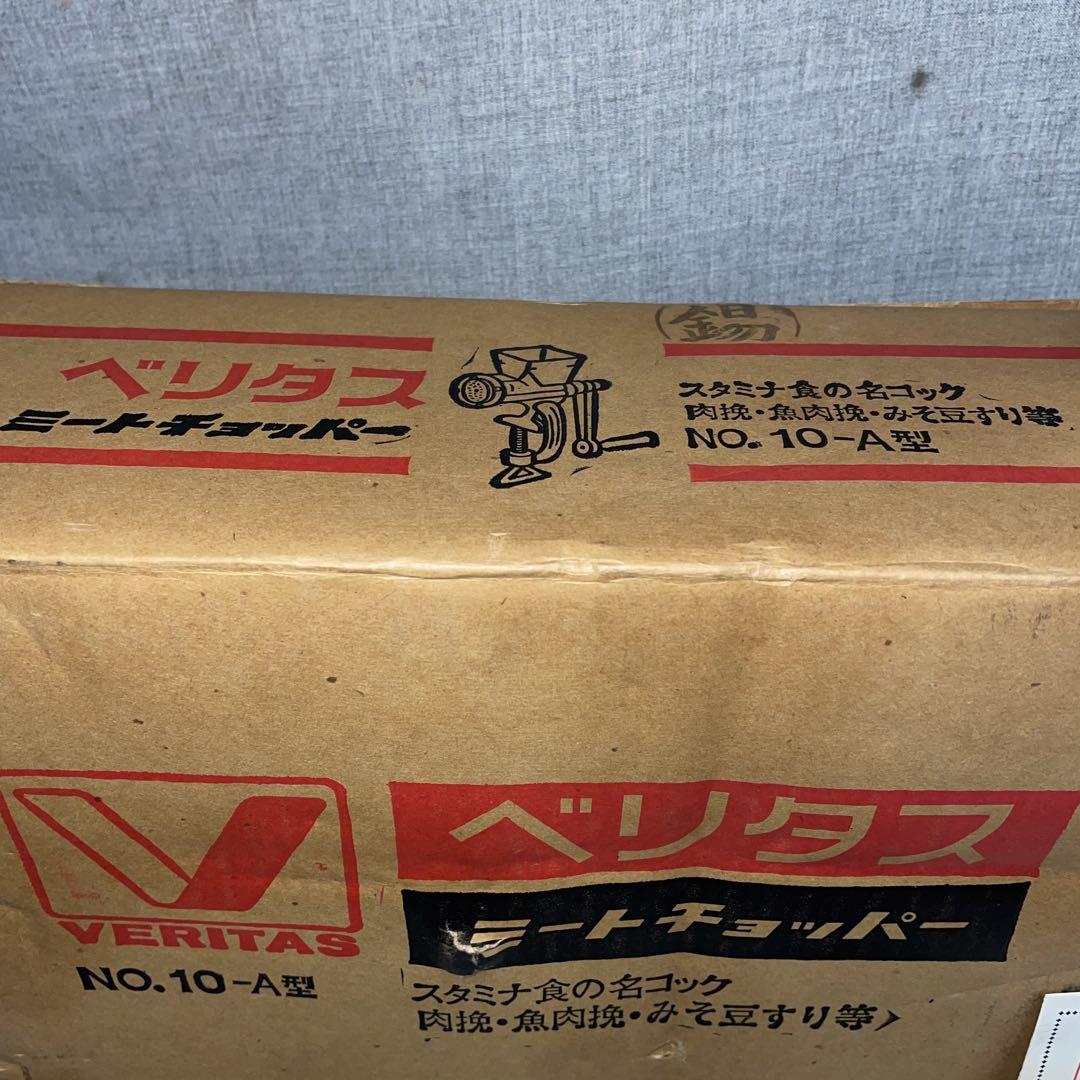 ベリタス
ミートチョッパー
錫
スタミナ食の名コック
肉挽・魚肉挽・みそ豆すり等
NO. 10-A型
VERITAS
NO. 10-A型
ベリタス
ミートチョッパー
スタミナ食の名コック
肉挽・魚肉挽・みそ豆すり等〉